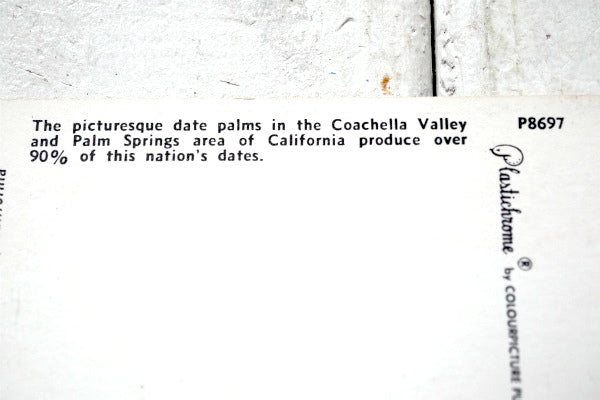 The picturesque date palms in the Coachella Valley
and Palm Springs area of California produce over
90% of this nation's dates.
P8697
Plastichrome ® by COLOURPICTURE